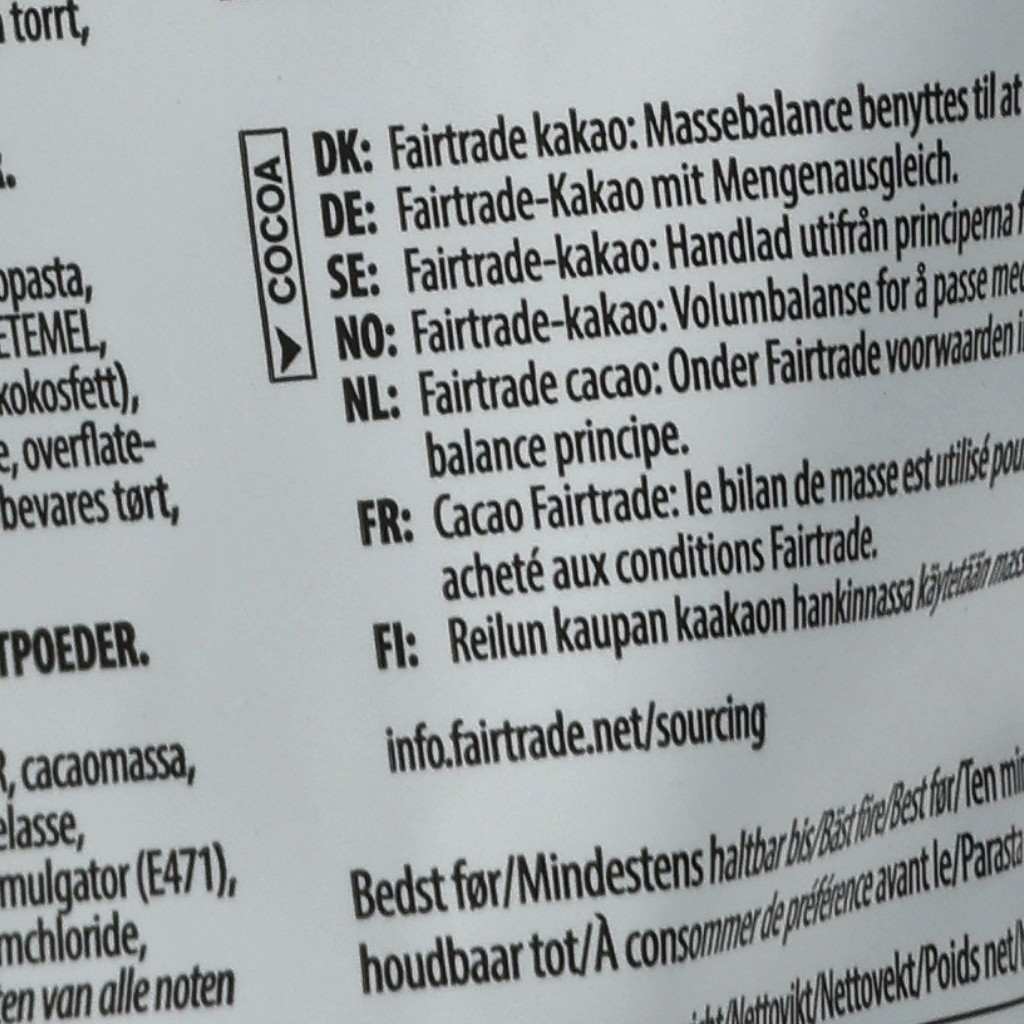 torrt,
COCOA
DK: Fairtrade kakao: Massebalance benyttes til at
DE: Fairtrade-Kakao mit Mengenausgleich.
SE: Fairtrade-kakao: Handlad utifrån principerna
NO: Fairtrade-kakao: Volumbalanse for å passe
NL: Fairtrade cacao: Onder Fairtrade voorwaarden
balance principe.
FR: Cacao Fairtrade: le bilan de masse est utilisé
acheté aux conditions Fairtrade.
FI: Reilun kaupan kaakaon hankinnassa käytetään
info.fairtrade.net/sourcing
ETEMEL,
kokosfett),
overflate-
bevares tørt,
TPOEDER.
cacaomassa,
elasse,
mulgator (E471),
mchloride,
van alle noten
Bedst før/Mindestens haltbar bis/Bäst före/Best før/Ten
houdbaar tot/À consommer de préférence avant le/Parasta
/Nettovikt/Nettovekt/Poids net/